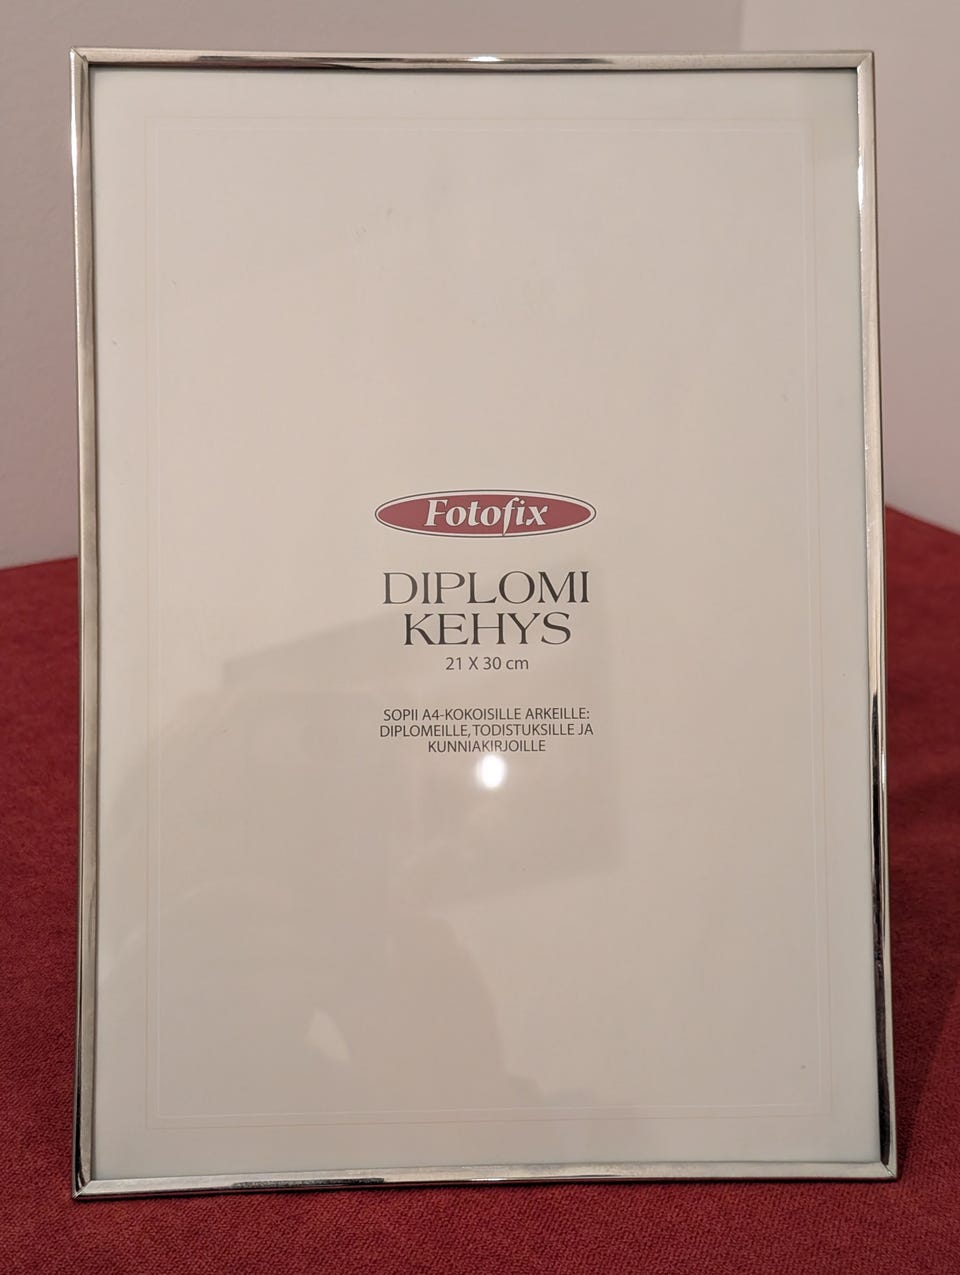 Fotofix
DIPLOMI
KEHYS
21 X 30 cm
SOPII A4-KOKOISILLE ARKEILLE:
DIPLOMEILLE, TODISTUKSILLE JA
KUNNIAKIRJOILLE